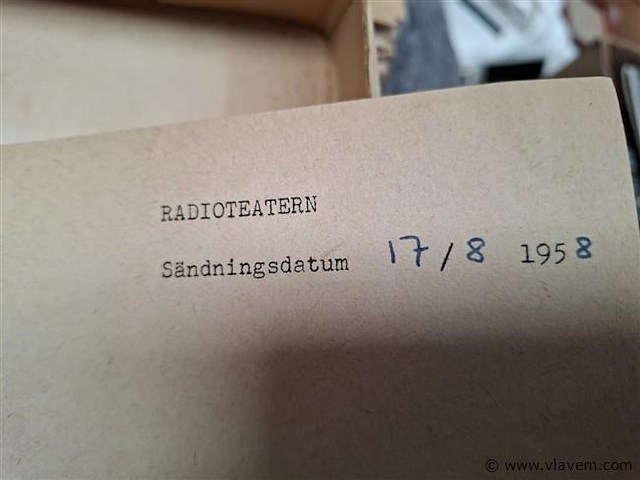 RADIOTEATERN
Sändningsdatum 17/8 1958
© www.vlavem.com